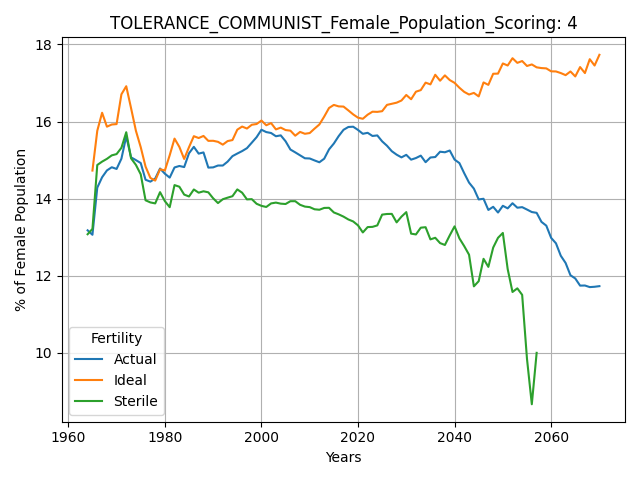 TOLERANCE_COMMUNIST_Female_Population_Scoring: 4
18
16
14
12
10
% of Female Population
Fertility
Actual
Ideal
Sterile
1960 1980 2000 2020 2040 2060
Years